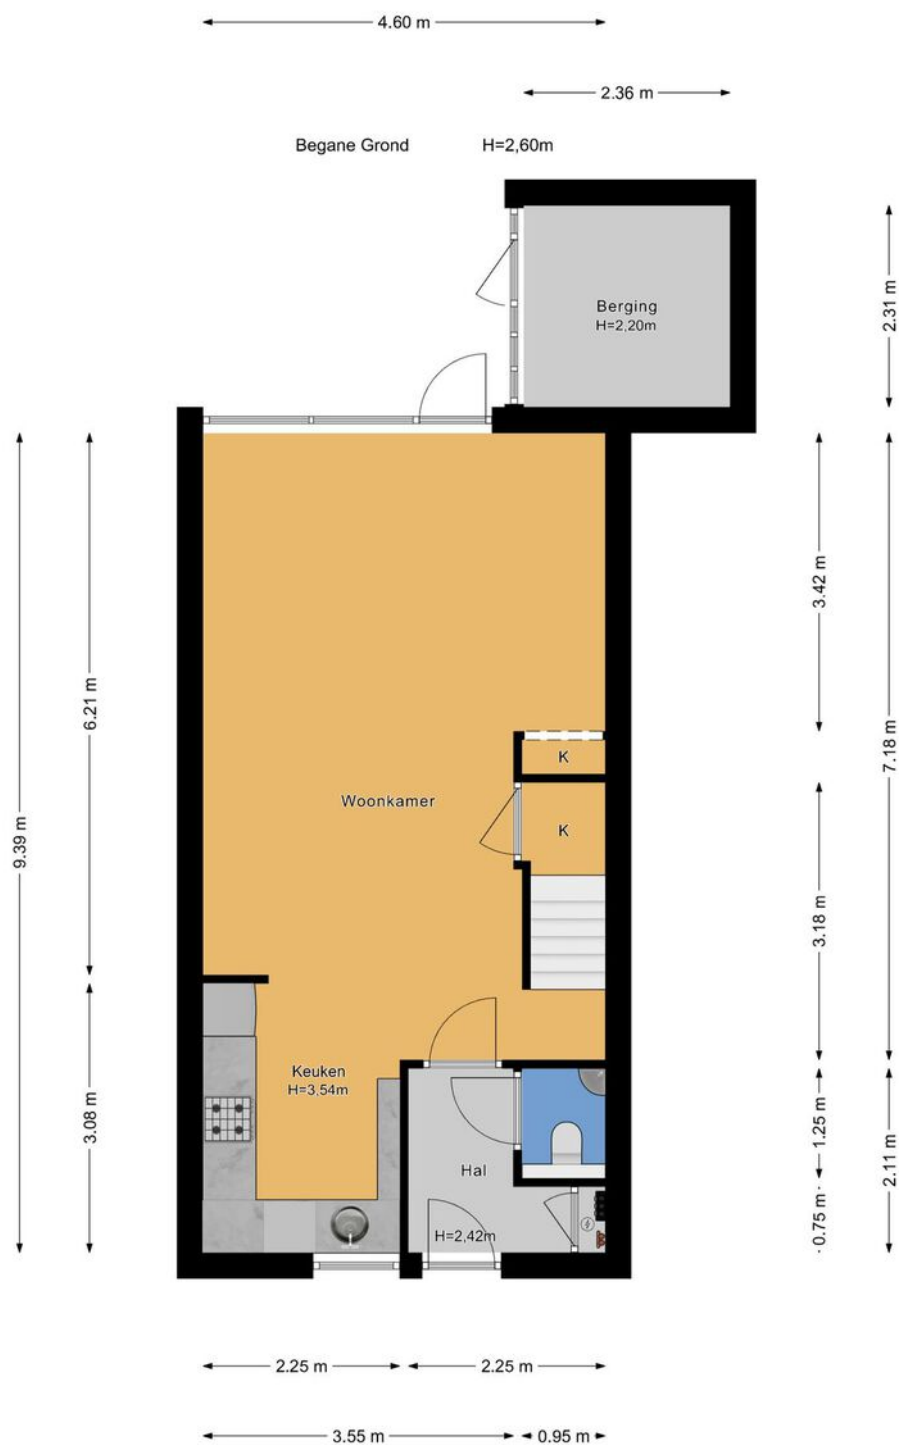 4.60 m
2.36 m
Begane Grond H=2,60m
2.31 m
Berging
H=2,20m
3.42 m
6.21 m
7.18 m
K
Woonkamer
9.39 m
K
3.18 m
Keuken
H=3,54m
3.08 m
1.25 m
2.11 m
Hal
0.75 m
H=2,42m
2.25 m
2.25 m
3.55 m
0.95 m